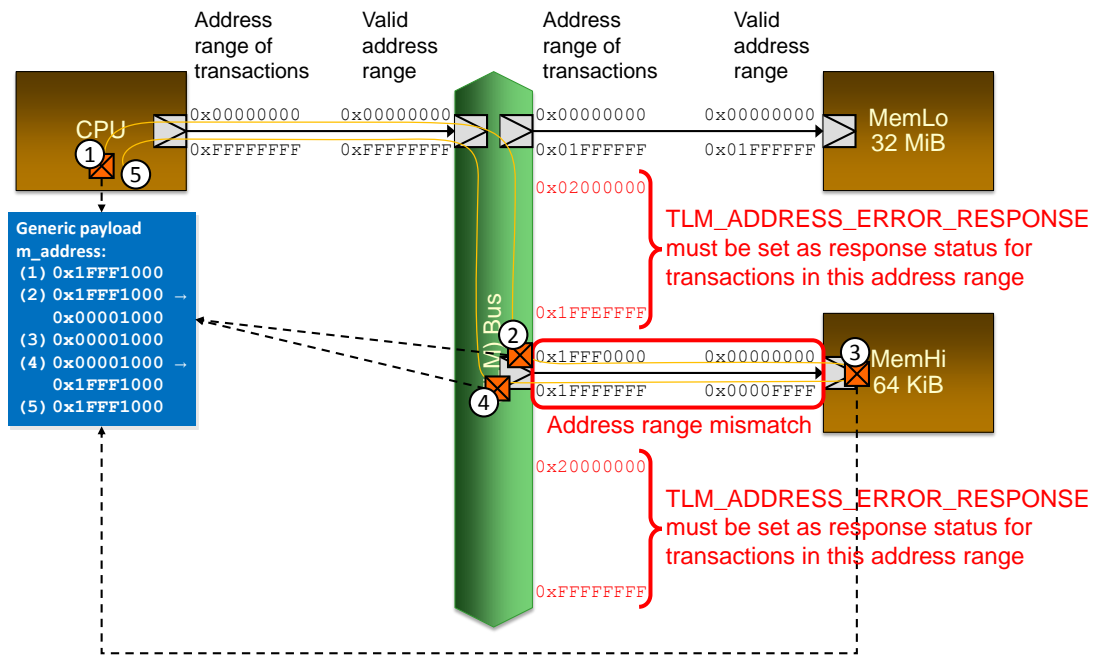 Address
range of
transactions
Valid
address
range
Address
range of
transactions
Valid
address
range
CPU
1
5
0x00000000
0xFFFFFFFF
0x00000000
0xFFFFFFFF
0x00000000
0x01FFFFFF
0x00000000
0x01FFFFFF
MemLo
32 MiB
0x02000000
TLM_ADDRESS_ERROR_RESPONSE
must be set as response status for
transactions in this address range
0x1FFEFFFF
Generic payload
m_address:
(1) 0x1FFF1000
(2) 0x1FFF1000 →
0x00001000
(3) 0x00001000
(4) 0x00001000 →
0x1FFF1000
(5) 0x1FFF1000
Bus
2
4
0x1FFF0000
0x1FFFFFFF
0x00000000
0x0000FFFF
3
MemHi
64 KiB
Address range mismatch
0x20000000
TLM_ADDRESS_ERROR_RESPONSE
must be set as response status for
transactions in this address range
0xFFFFFFFF